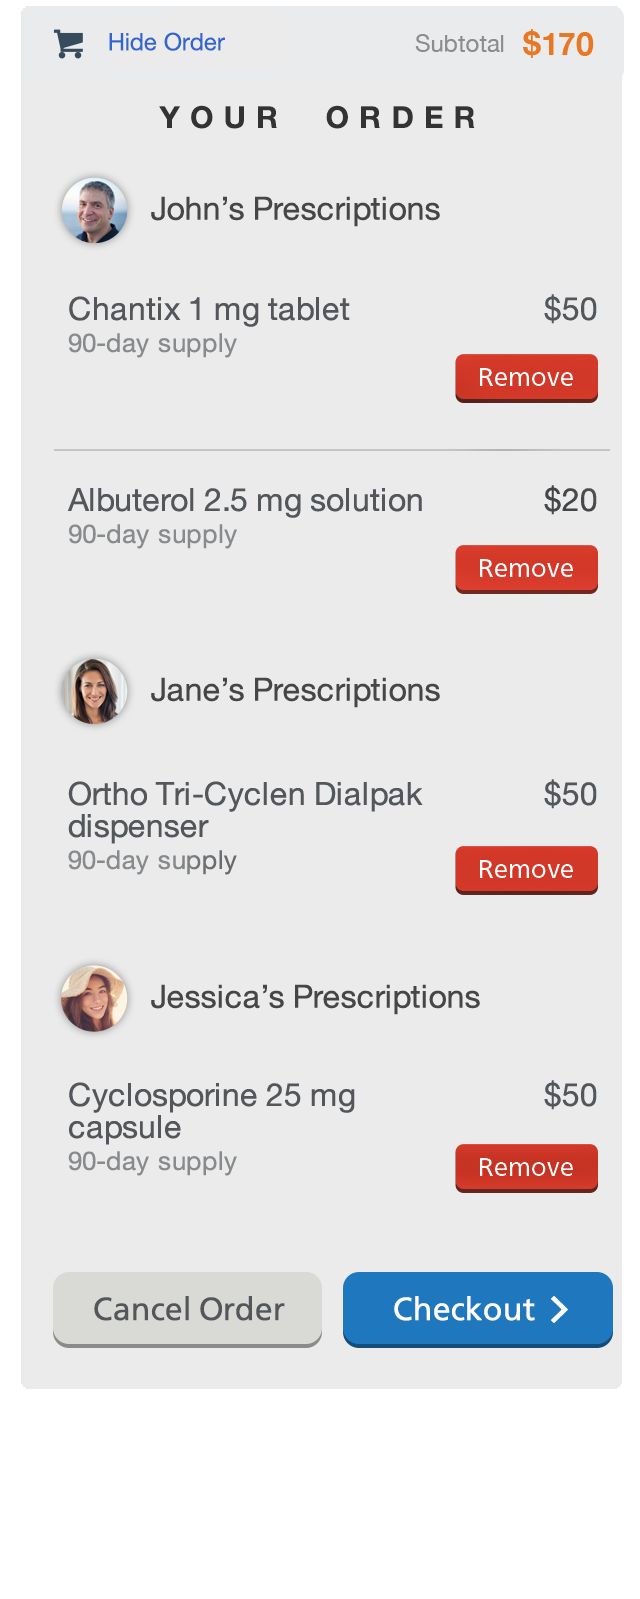 Hide Order
Subtotal $170
YOUR ORDER
John’s Prescriptions
Chantix 1 mg tablet $50
90-day supply
Remove
Albuterol 2.5 mg solution $20
90-day supply
Remove
Jane’s Prescriptions
Ortho Tri-Cyclen Dialpak $50
dispenser
90-day supply
Remove
Jessica’s Prescriptions
Cyclosporine 25 mg $50
capsule
90-day supply
Remove
Cancel Order
Checkout